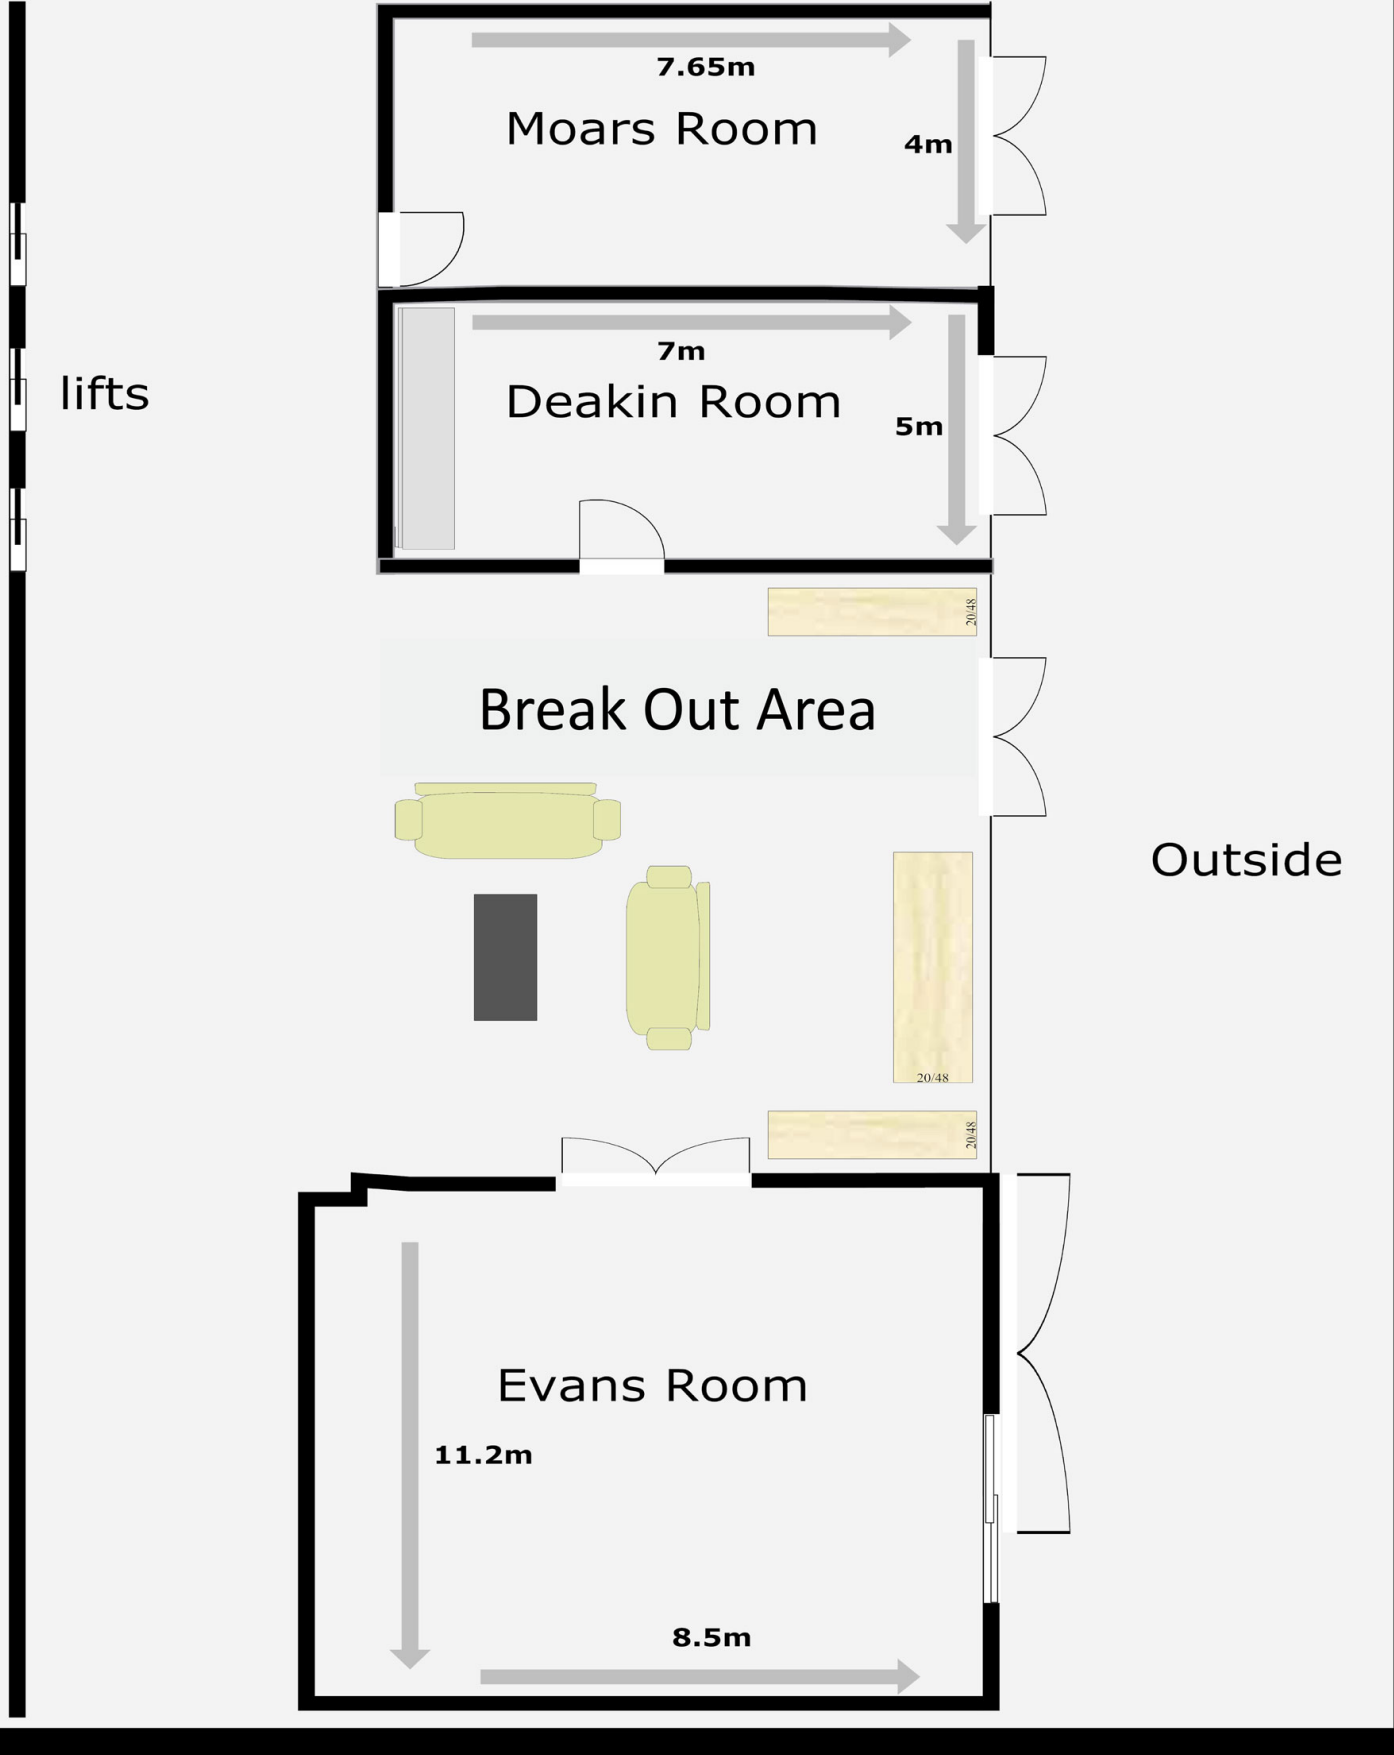 7.65m
Moars Room
4m
7m
lifts
Deakin Room
5m
20/48
Break Out Area
Outside
20/48
20/48
Evans Room
11.2m
8.5m